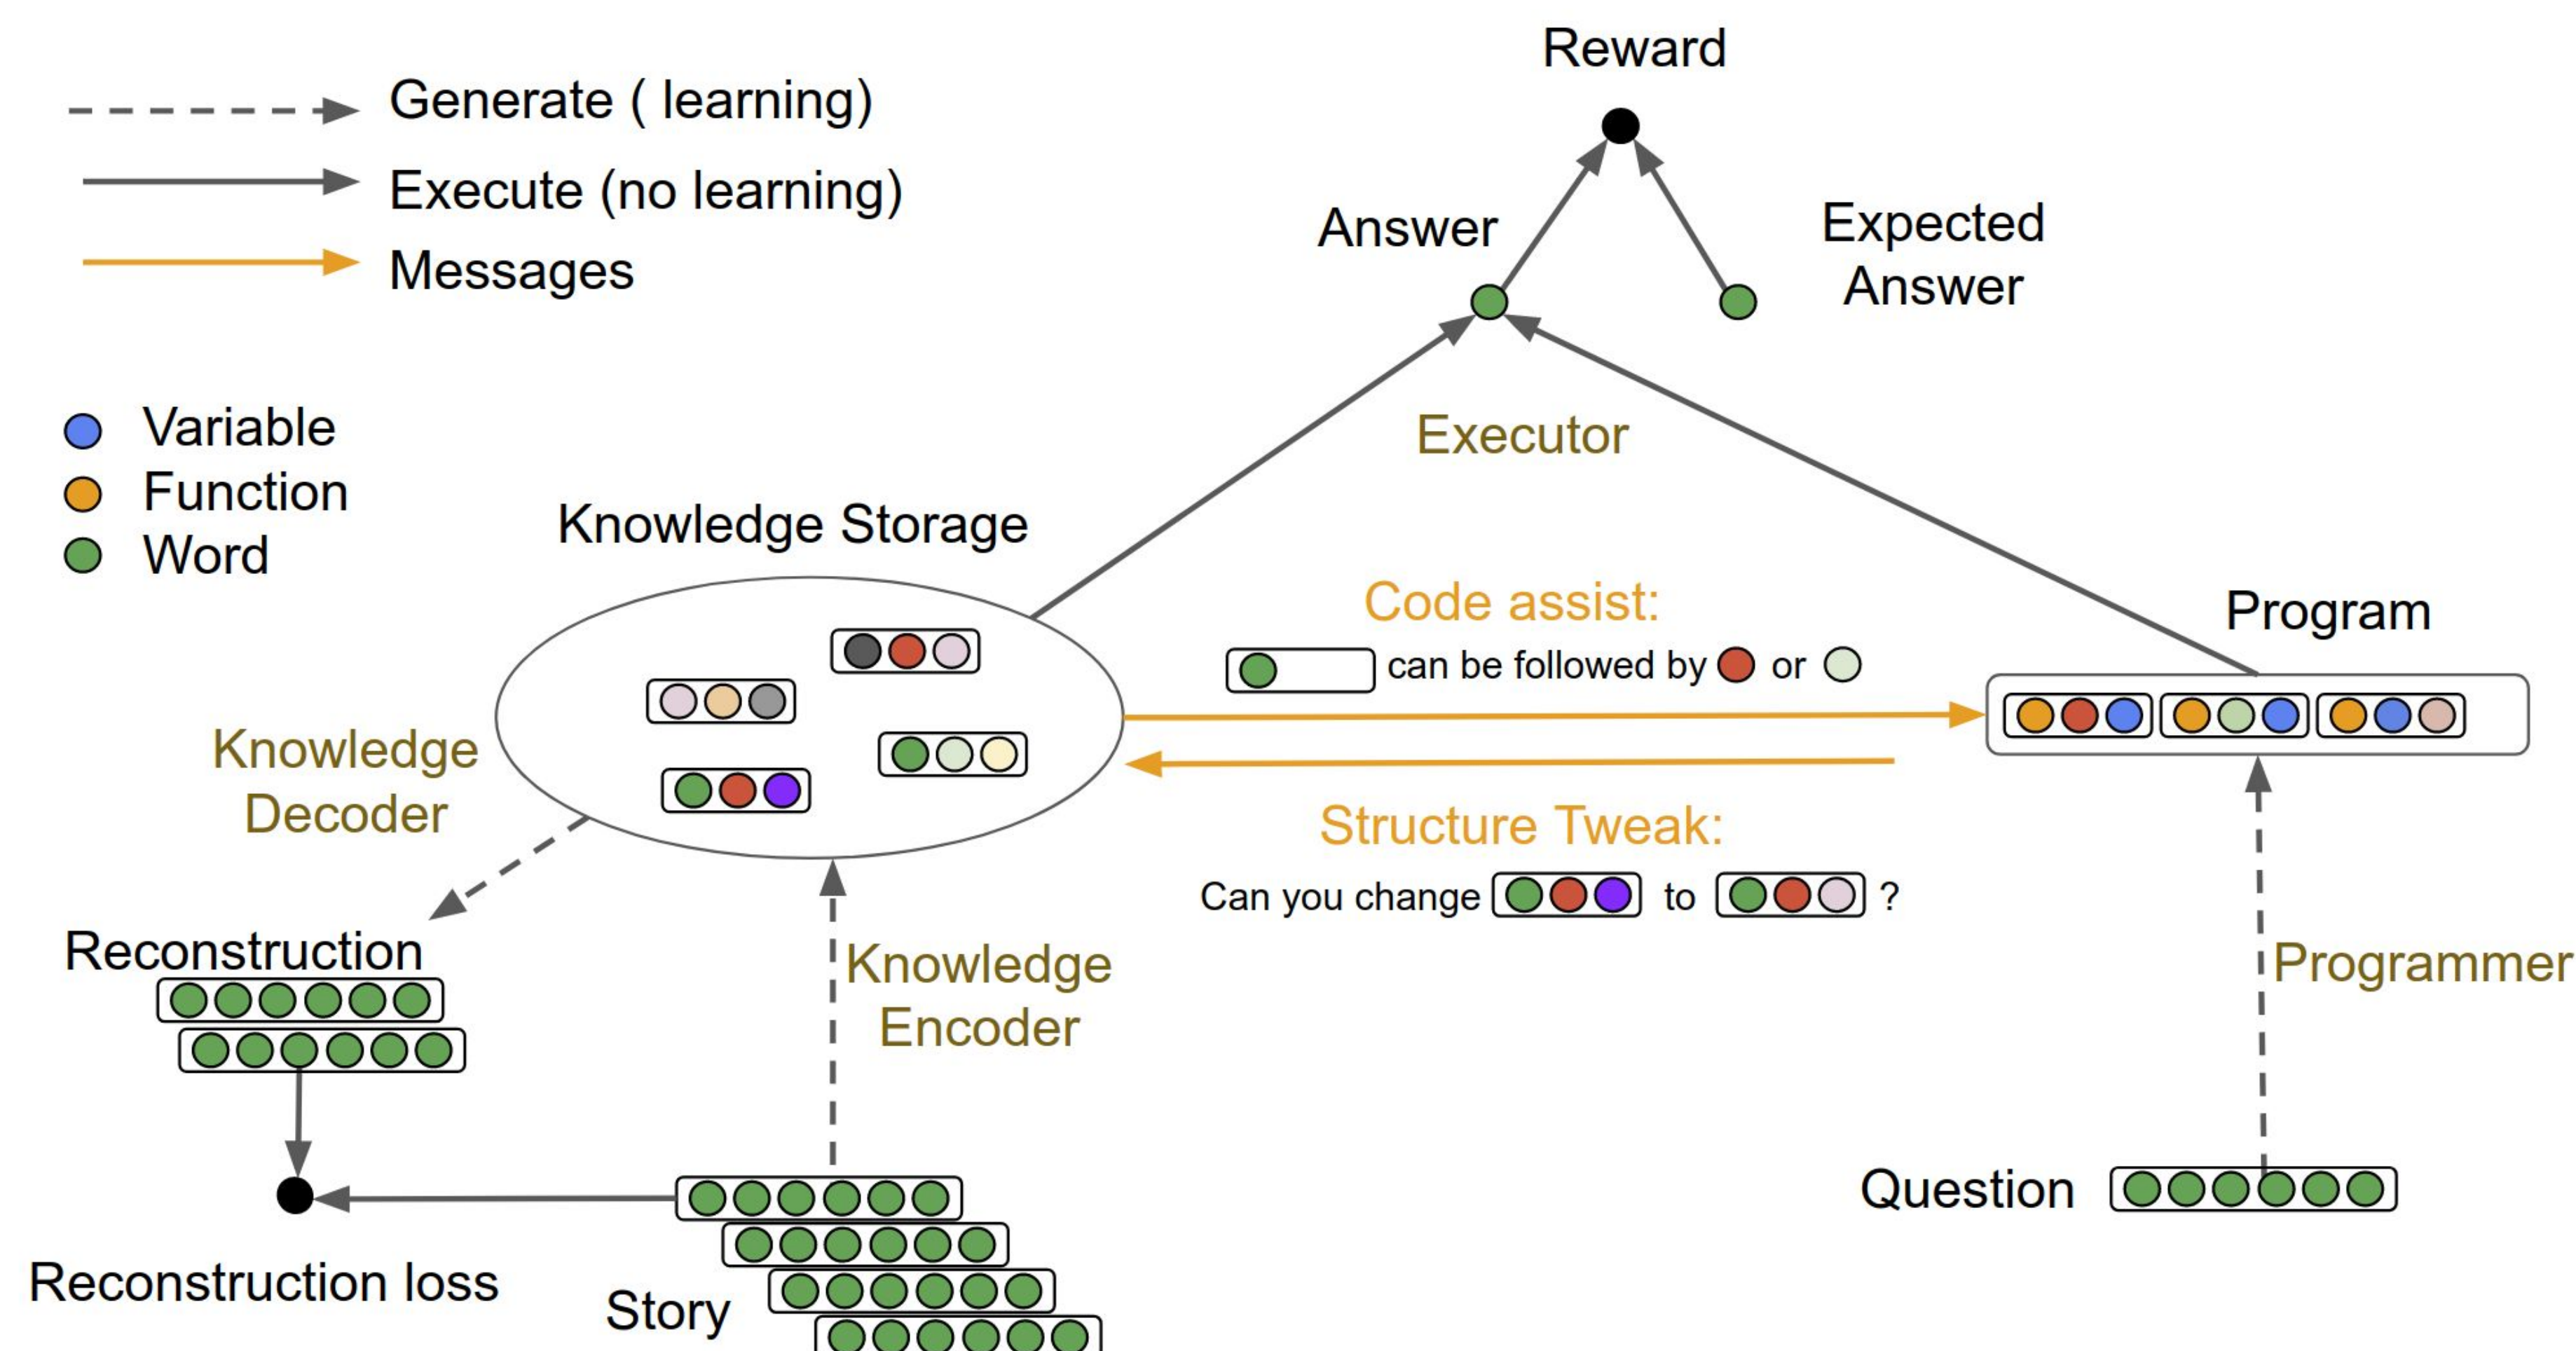 Reward
Generate ( learning)
Execute (no learning)
Messages
Answer
Expected
Answer
Variable
Function
Word
Executor
Knowledge Storage
Code assist:
can be followed by or
Program
Knowledge
Decoder
Structure Tweak:
Can you change to ?
Reconstruction
Knowledge
Encoder
Programmer
Question
Reconstruction loss
Story